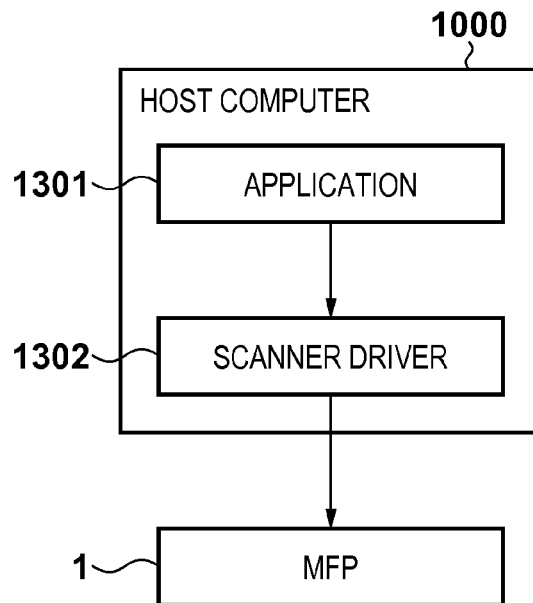 1000
HOST COMPUTER
1301
APPLICATION
1302
SCANNER DRIVER
1
MFP